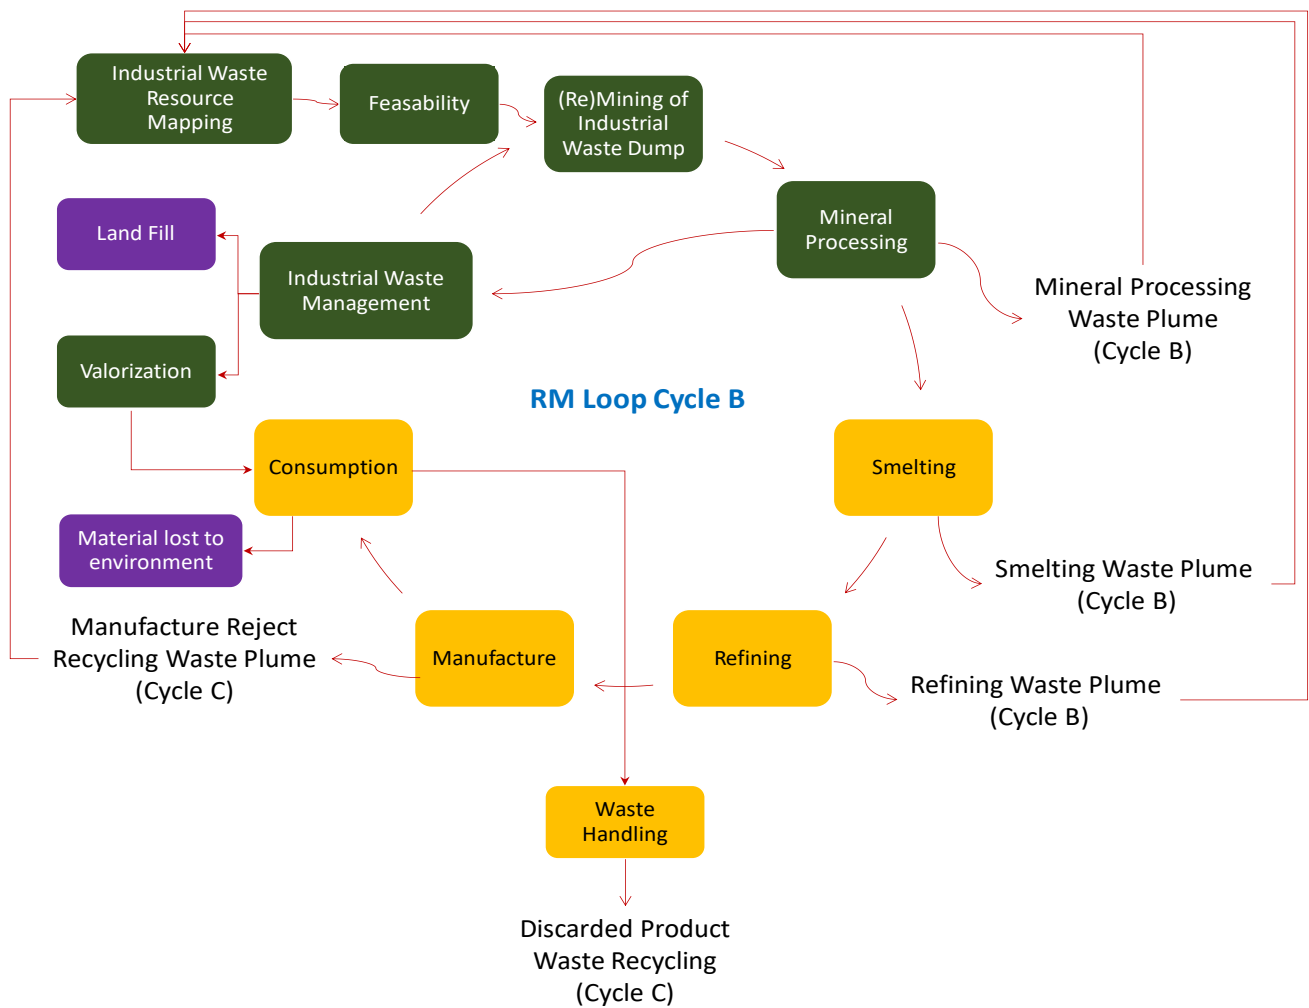 Industrial Waste
Resource
Mapping
Feasability
(Re)Mining of
Industrial
Waste Dump
Mineral
Processing
Land Fill
Industrial Waste
Management
Mineral Processing
Waste Plume
(Cycle B)
Valorization
RM Loop Cycle B
Consumption
Smelting
Material lost to
environment
Smelting Waste Plume
(Cycle B)
Manufacture Reject
Recycling Waste Plume
(Cycle C)
Manufacture
Refining
Refining Waste Plume
(Cycle B)
Waste
Handling
Discarded Product
Waste Recycling
(Cycle C)